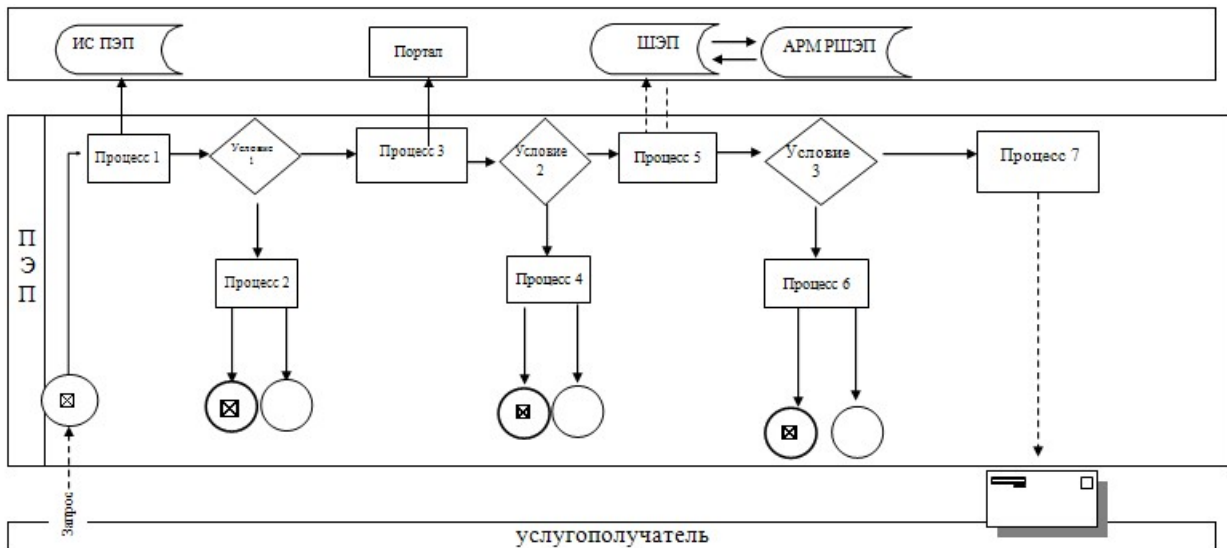 ИС ПЭП
Портал
ШЭП
АРМ РШЭП
Процесс 1
Условие
1
Процесс 3
Условие
2
Процесс 5
Условие
3
Процесс 7
П
Э
П
Процесс 2
Процесс 4
Процесс 6
Запрос
услугополучатель